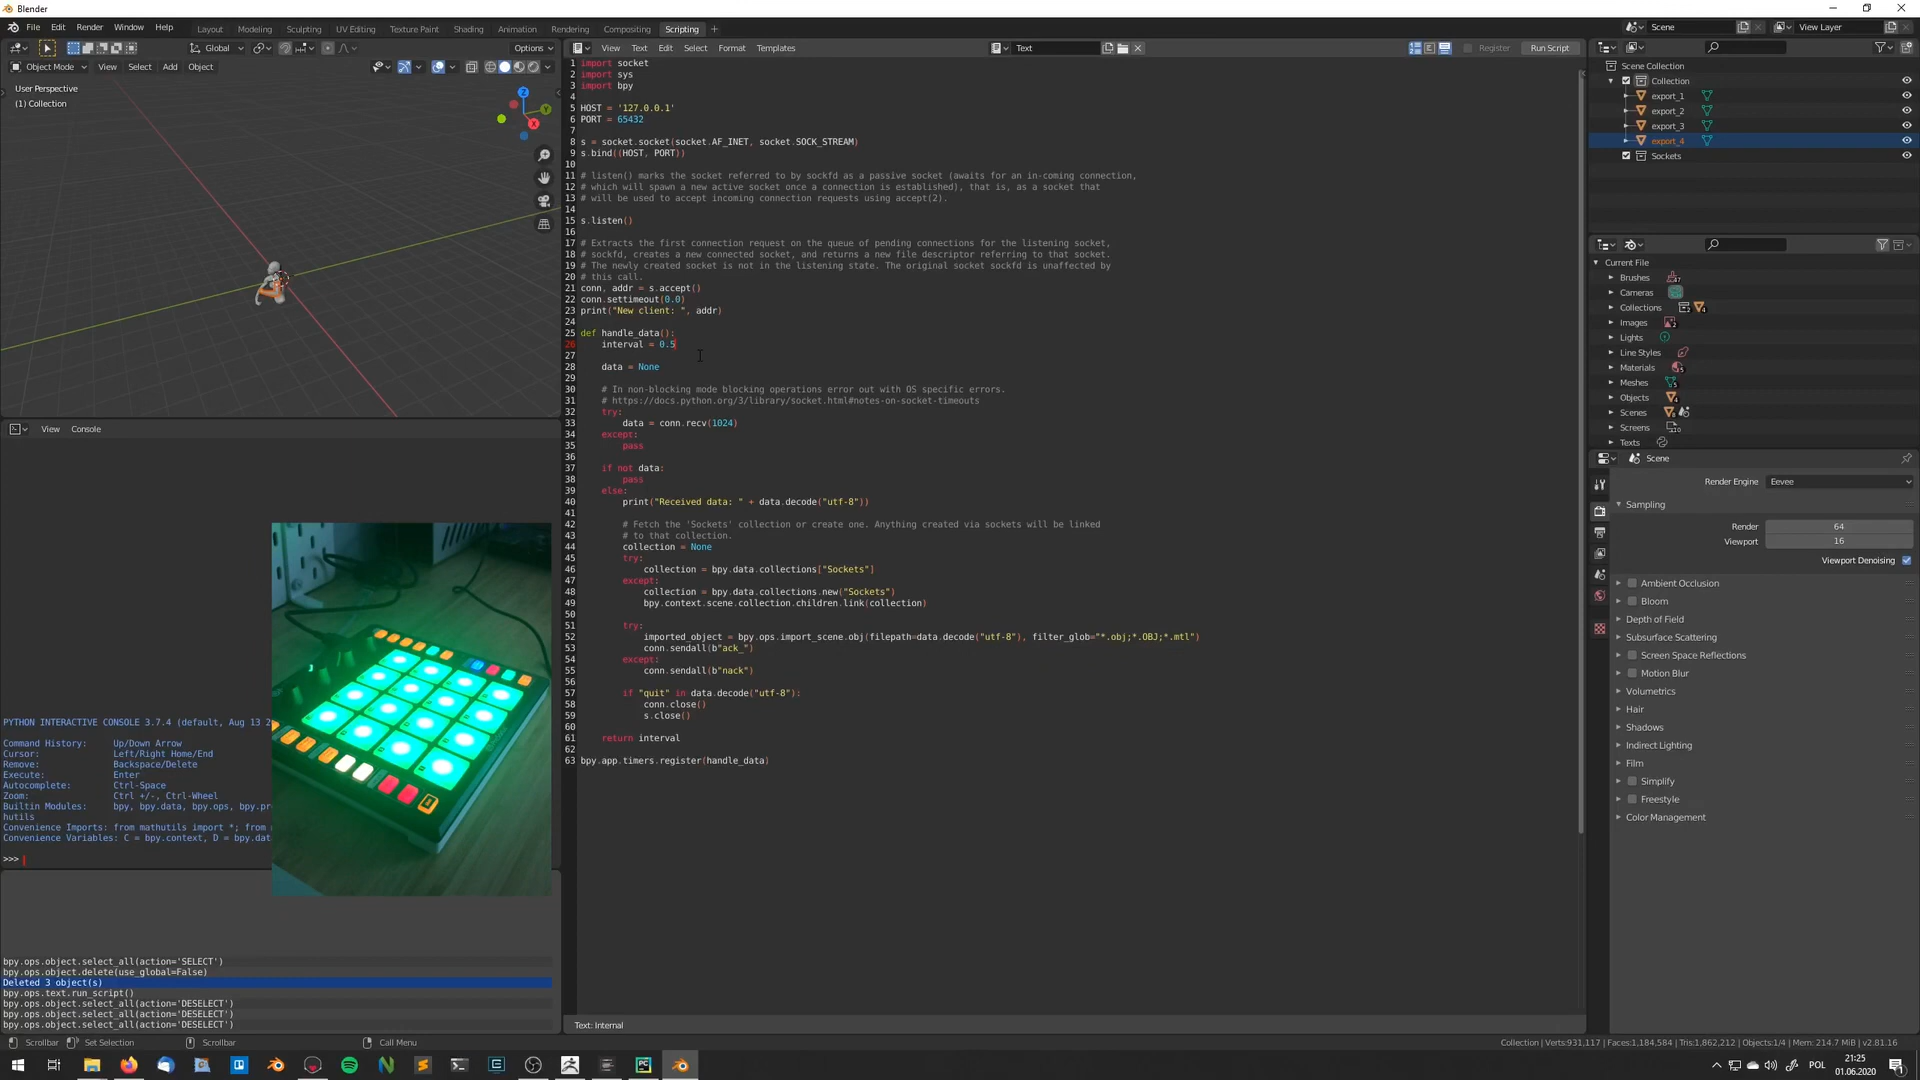 Blender
File Edit Render Window Help
Layout Modeling Sculpting UV Editing Texture Paint Shading Animation Rendering Compositing Scripting +
Scene
View Layer
Global
Options
Object Mode View Select Add Object
User Perspective
(1) Collection
Z
Y
X
View Text Edit Select Format Templates
Text
Register
Run Script
1 import socket
2 import sys
3 import bpy
4
5 HOST = '127.0.0.1'
6 PORT = 65432
7
8 s = socket.socket(socket.AF_INET, socket.SOCK_STREAM)
9 s.bind((HOST, PORT))
10
11 # listen() marks the socket referred to by sockfd as a passive socket (awaits for an in-coming connection,
12 # which will spawn a new active socket once a connection is established), that is, as a socket that
13 # will be used to accept incoming connection requests using accept(2).
14
15 s.listen()
16
17 # Extracts the first connection request on the queue of pending connections for the listening socket,
18 # sockfd, creates a new connected socket, and returns a new file descriptor referring to that socket.
19 # The newly created socket is not in the listening state. The original socket sockfd is unaffected by
20 # this call.
21 conn, addr = s.accept()
22 conn.settimeout(0.0)
23 print("New client: ", addr)
24
25 def handle_data():
26 interval = 0.5
27
28 data = None
29
30 # In non-blocking mode blocking operations error out with OS specific errors.
31 # https://docs.python.org/3/library/socket.html#notes-on-socket-timeouts
32 try:
33 data = conn.recv(1024)
34 except:
35 pass
36
37 if not data:
38 pass
39 else:
40 print("Received data: " + data.decode("utf-8"))
41
42 # Fetch the 'Sockets' collection or create one. Anything created via sockets will be linked
43 # to that collection.
44 collection = None
45 try:
46 collection = bpy.data.collections["Sockets"]
47 except:
48 collection = bpy.data.collections.new("Sockets")
49 bpy.context.scene.collection.children.link(collection)
50
51 try:
52 imported_object = bpy.ops.import_scene.obj(filepath=data.decode("utf-8"), filter_glob="*.obj;*.OBJ;*.mtl")
53 conn.sendall(b"ack_")
54 except:
55 conn.sendall(b"nack")
56
57 if "quit" in data.decode("utf-8"):
58 conn.close()
59 s.close()
60
61 return interval
62
63 bpy.app.timers.register(handle_data)
Text: Internal
View Console
PYTHON INTERACTIVE CONSOLE 3.7.4 (default, Aug 13 2
Command History: Up/Down Arrow
Cursor: Left/Right Home/End
Remove: Backspace/Delete
Execute: Enter
Autocomplete: Ctrl-Space
Zoom: Ctrl +/-, Ctrl-Wheel
Builtin Modules: bpy, bpy.data, bpy.ops, bpy.pr
hutils
Convenience Imports: from mathutils import *; from
Convenience Variables: C = bpy.context, D = bpy.dat
>>>
bpy.ops.object.select_all(action='SELECT')
bpy.ops.object.delete(use_global=False)
Deleted 3 object(s)
bpy.ops.text.run_script()
bpy.ops.object.select_all(action='DESELECT')
bpy.ops.object.select_all(action='DESELECT')
bpy.ops.object.select_all(action='DESELECT')
Scene Collection
Collection
export_1
export_2
export_3
export_4
Sockets
Current File
Brushes
Cameras
Collections
Images
Lights
Line Styles
Materials
Meshes
Objects
Scenes
Screens
Texts
Scene
Render Engine Eevee
Sampling
Render 64
Viewport 16
Viewport Denoising
Ambient Occlusion
Bloom
Depth of Field
Subsurface Scattering
Screen Space Reflections
Motion Blur
Volumetrics
Hair
Shadows
Indirect Lighting
Film
Simplify
Freestyle
Color Management
Scrollbar Set Selection Scrollbar Call Menu
Collection | Verts:931,117 | Faces:1,184,584 | Tris:1,862,212 | Objects:1/4 | Mem: 214.7 MiB | v2.81.16
POL
21:25
01.06.2020